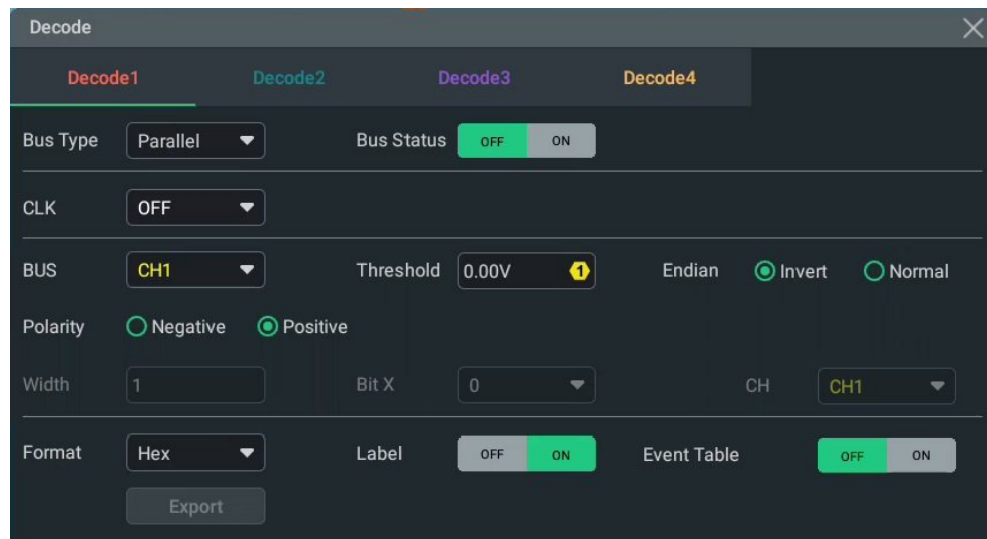 Decode
Decode1 Decode2 Decode3 Decode4
Bus Type Parallel Bus Status OFF ON
CLK OFF
BUS CH1 Threshold 0.00V 1 Endian Invert Normal
Polarity Negative Positive
Width 1 Bit X 0 CH CH1
Format Hex Label OFF ON Event Table OFF ON
Export